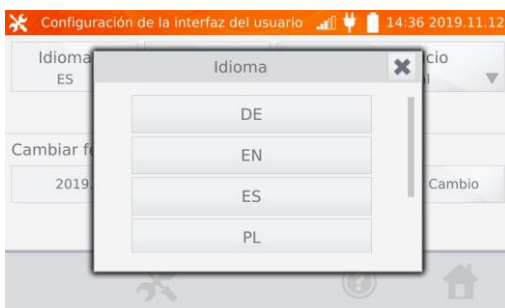 Configuración de la interfaz del usuario 14:36 2019.11.12
Idioma
ES
Idioma
DE
EN
ES
PL
Cambiar
2019.
Cambio